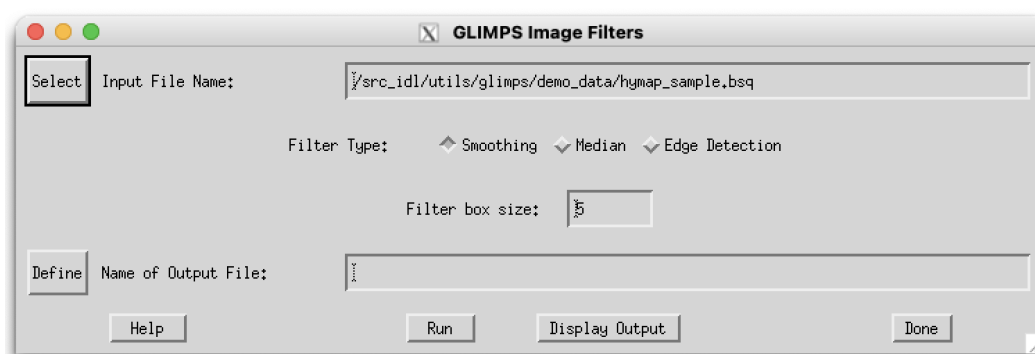 X GLIMPS Image Filters
Select Input File Name: /src_idl/utils/glimps/demo_data/hymap_sample.bsq
Filter Type: Smoothing Median Edge Detection
Filter box size: 5
Define Name of Output File:
Help Run Display Output Done